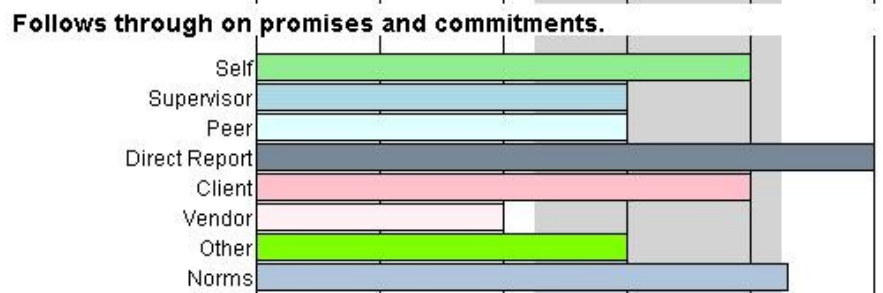 Follows through on promises and commitments.
Self
Supervisor
Peer
Direct Report
Client
Vendor
Other
Norms